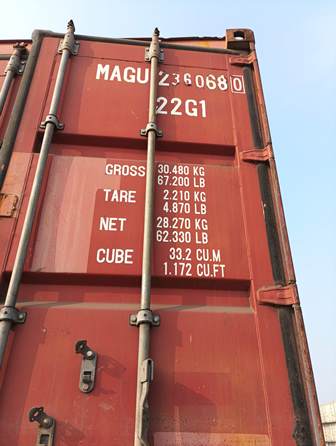 MAGU 236068 0
22G1
GROSS 30.480 KG
67.200 LB
TARE 2.210 KG
4.870 LB
NET 28.270 KG
62.330 LB
CUBE 33.2 CU.M
1.172 CU.FT